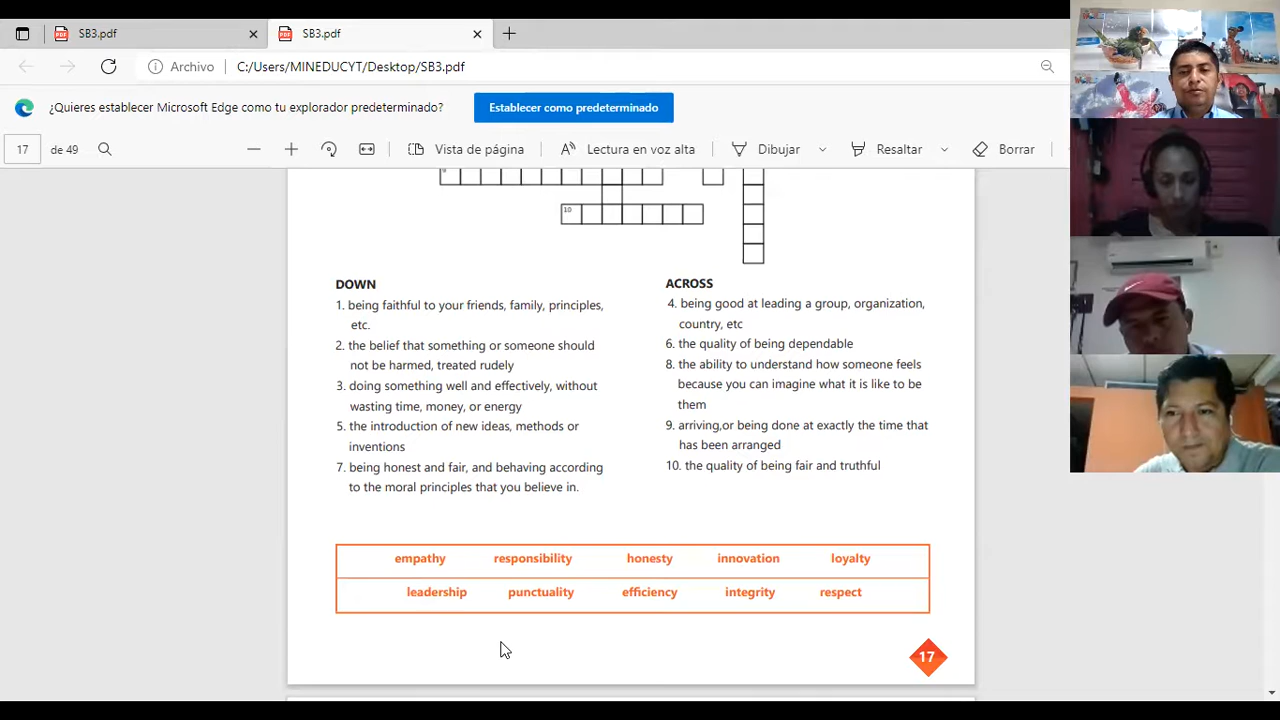 SB3.pdf
SB3.pdf
Archivo C:/Users/MINEDUCYT/Desktop/SB3.pdf
¿Quieres establecer Microsoft Edge como tu explorador predeterminado? Establecer como predeterminado
17 de 49 Vista de página Lectura en voz alta Dibujar Resaltar Borrar
10
DOWN
1. being faithful to your friends, family, principles,
etc.
2. the belief that something or someone should
not be harmed, treated rudely
3. doing something well and effectively, without
wasting time, money, or energy
5. the introduction of new ideas, methods or
inventions
7. being honest and fair, and behaving according
to the moral principles that you believe in.
ACROSS
4. being good at leading a group, organization,
country, etc
6. the quality of being dependable
8. the ability to understand how someone feels
because you can imagine what it is like to be
them
9. arriving,or being done at exactly the time that
has been arranged
10. the quality of being fair and truthful
empathy responsibility honesty innovation loyalty
leadership punctuality efficiency integrity respect
17